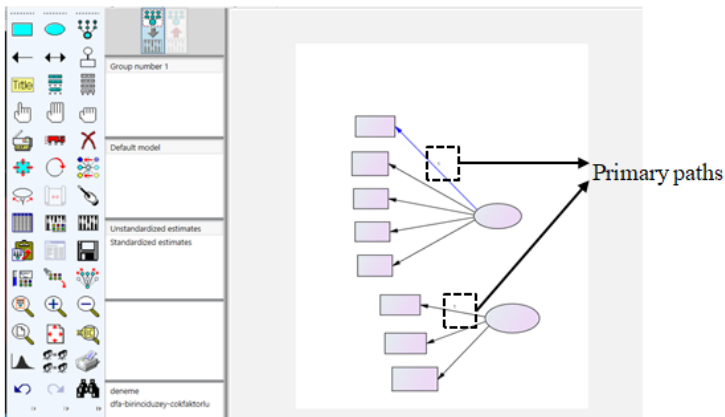 Title
Group number 1
Default model
Unstandardized estimates
Standardized estimates
deneme
dfa-birinciduzey-cokfaktorlu
Primary paths